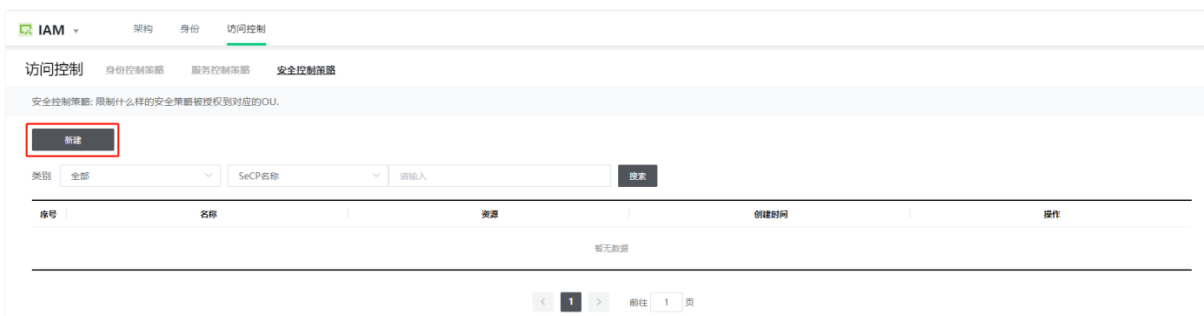 IAM 架构 身份 访问控制
访问控制 身份控制策略 服务控制策略 安全控制策略
安全控制策略: 限制什么样的安全策略被授权到对应的OU.
新建
类别 全部 SeCP名称 请输入 搜索
序号 名称 资源 创建时间 操作
暂无数据
< 1 > 前往 1 页